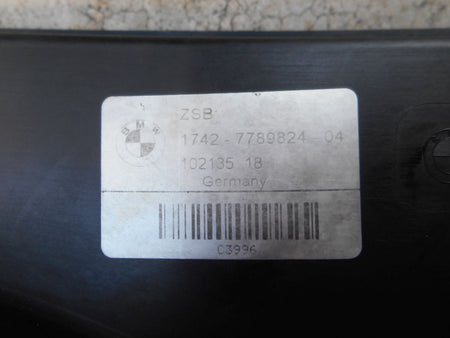 BMW
ZSB
1742 - 7789824 - 04
102135 18
Germany
C3996